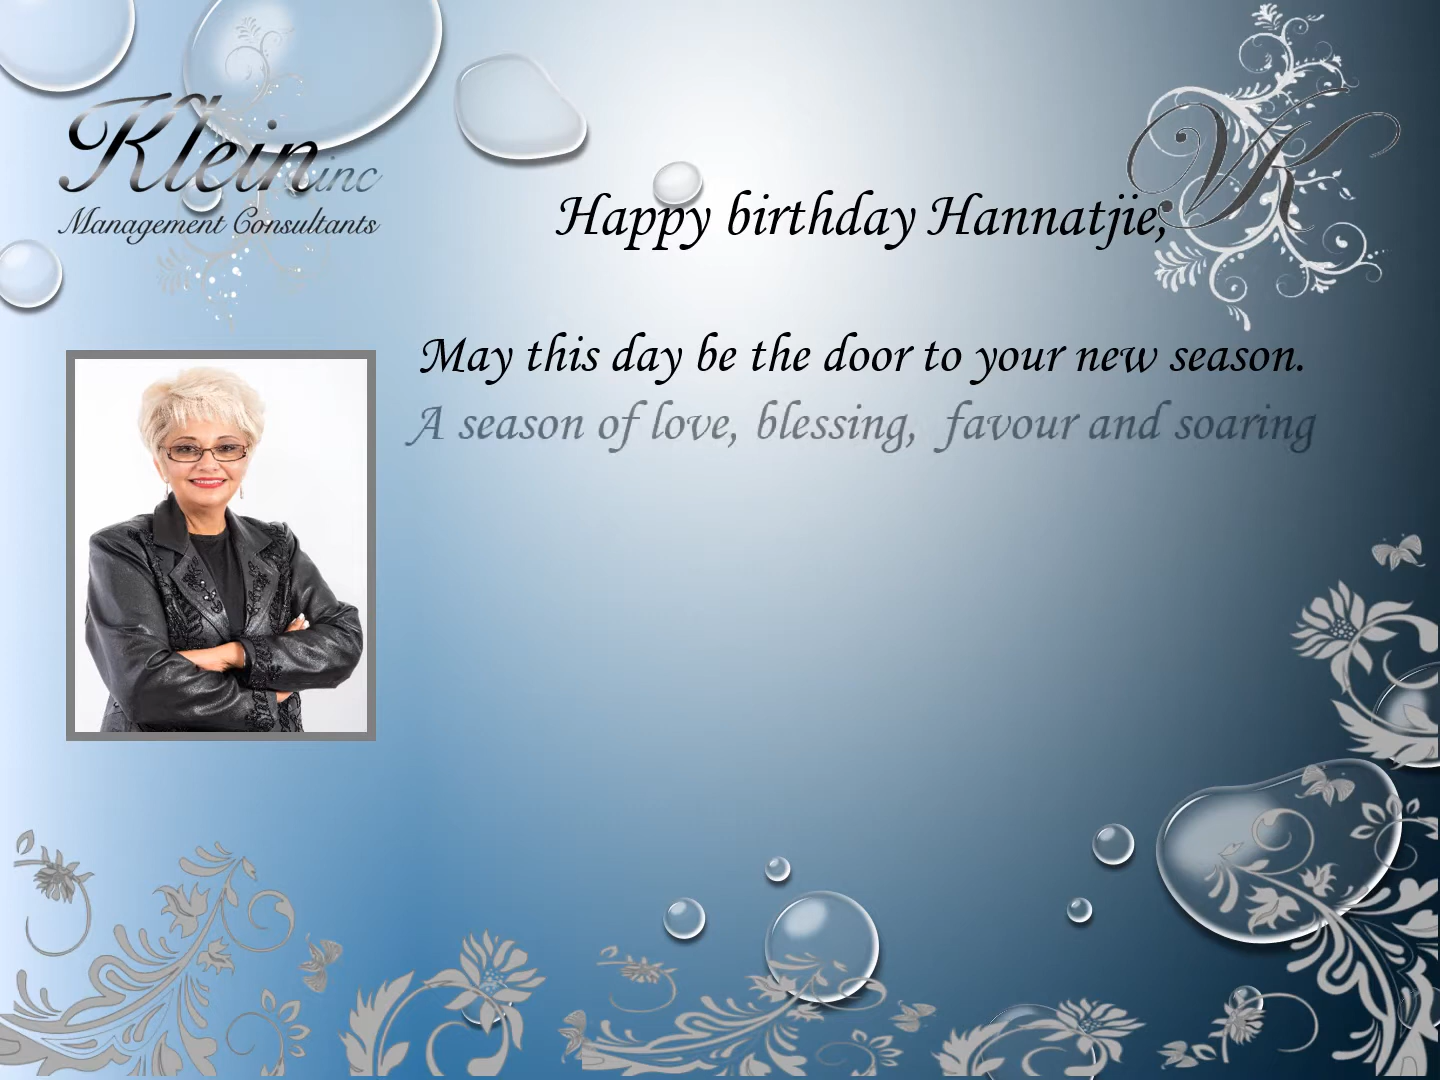 Klein inc
Management Consultants
VK
Happy birthday Hannatjie,
May this day be the door to your new season.
A season of love, blessing,  favour and soaring